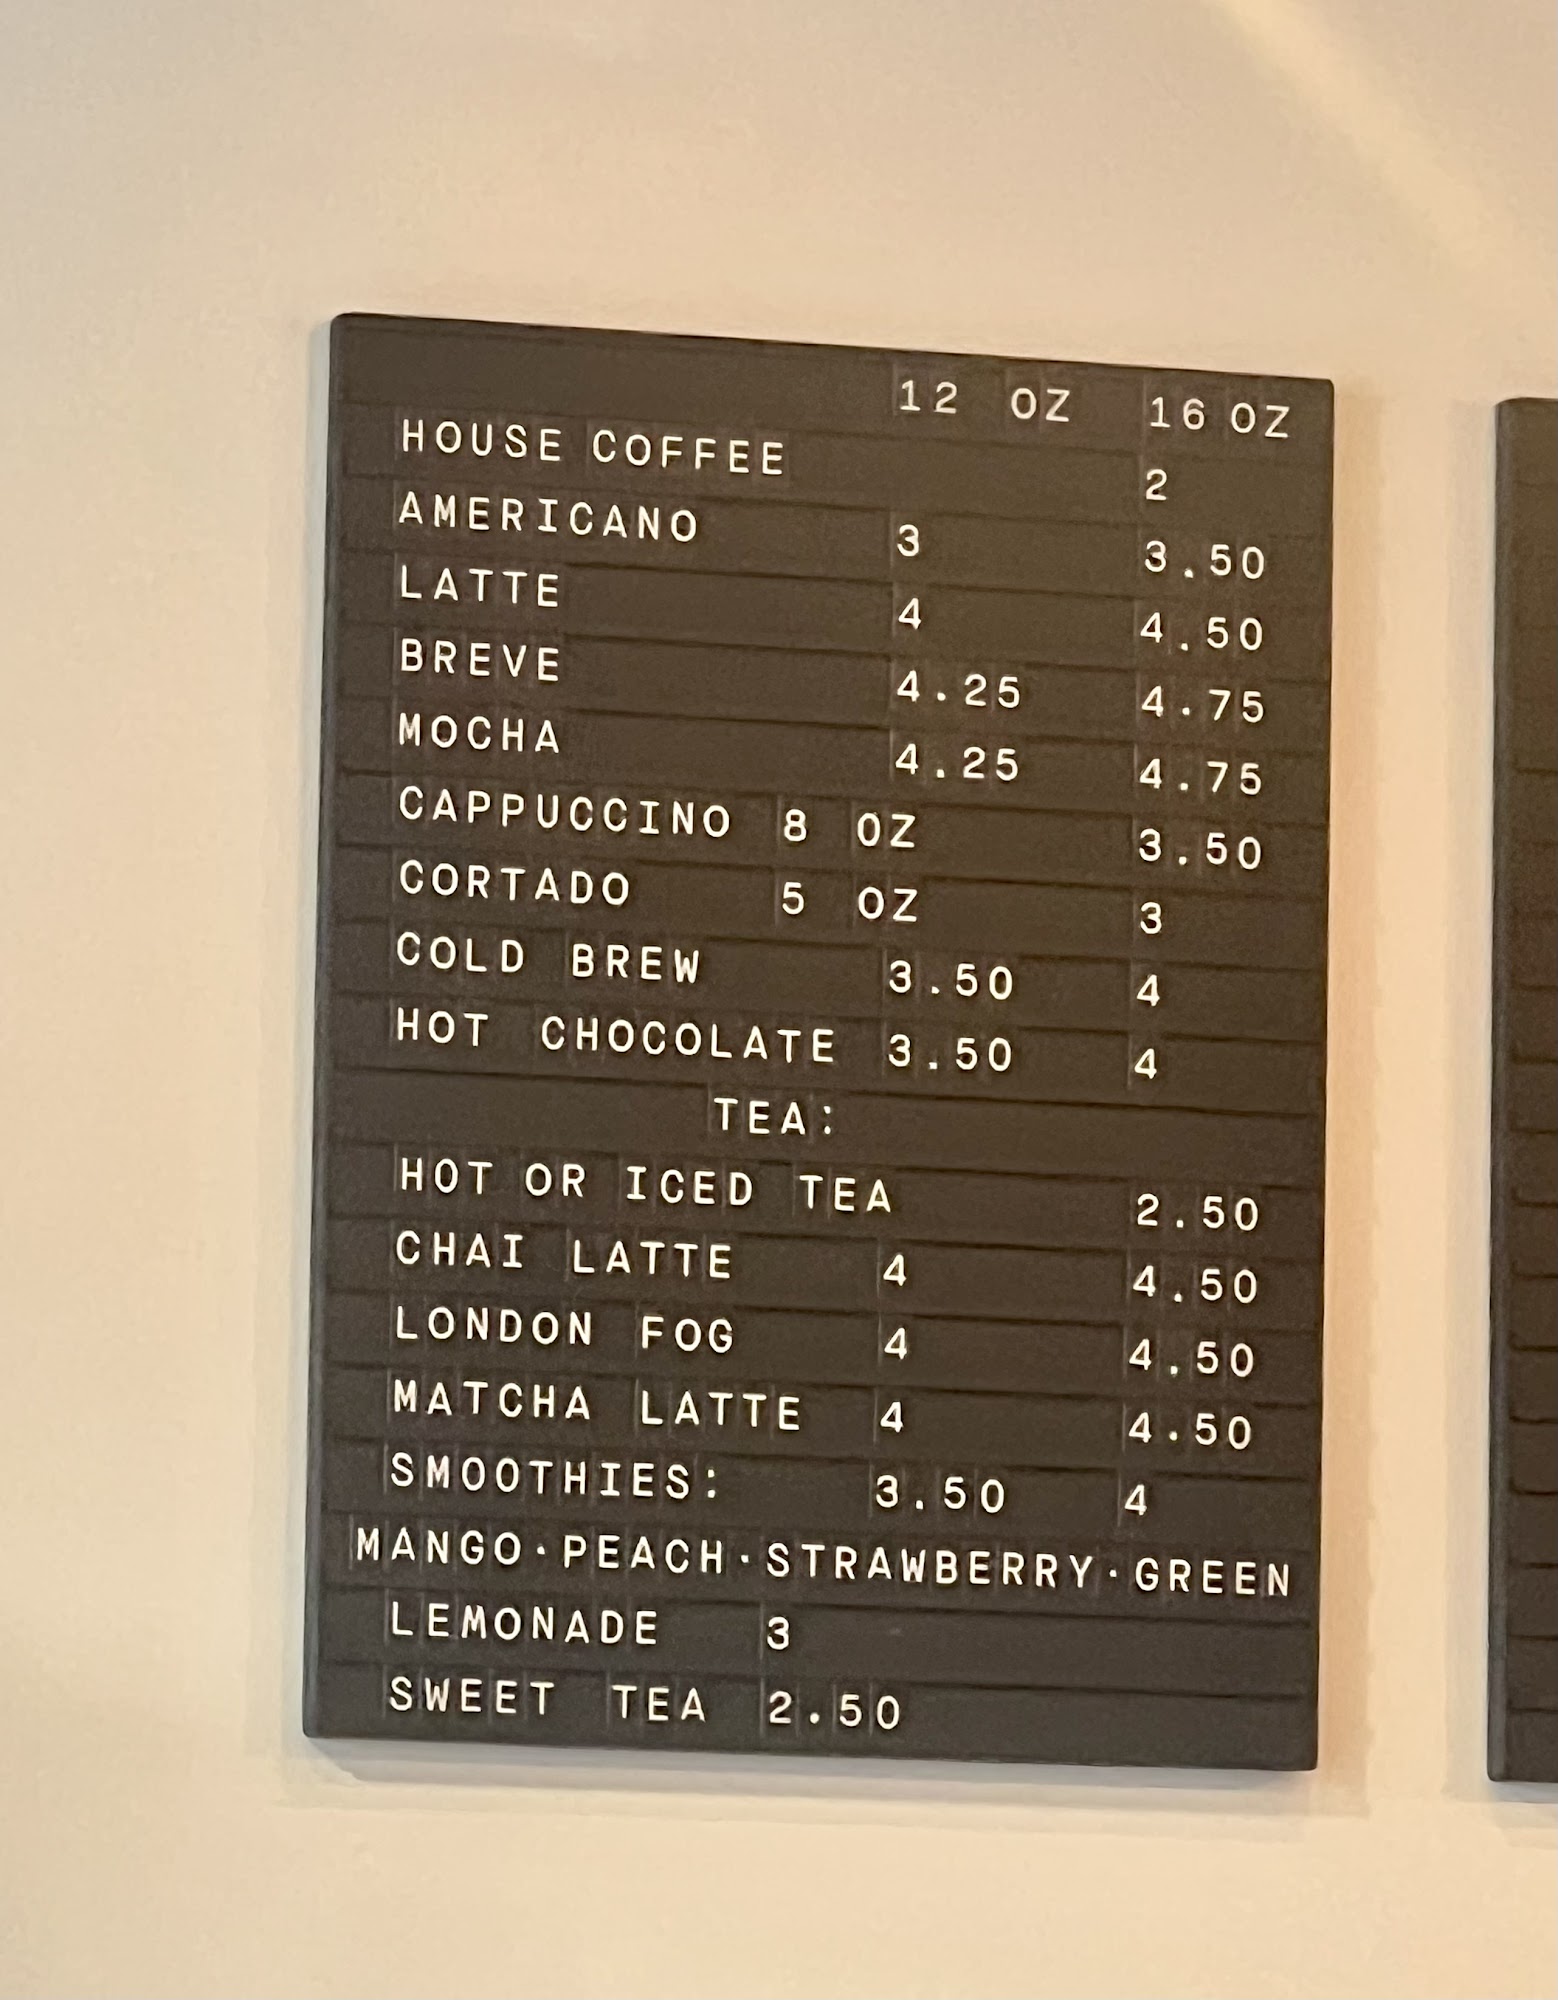 12 OZ 16 OZ
HOUSE COFFEE 2
AMERICANO 3 3.50
LATTE 4 4.50
BREVE 4.25 4.75
MOCHA 4.25 4.75
CAPPUCCINO 8 OZ 3.50
CORTADO 5 OZ 3
COLD BREW 3.50 4
HOT CHOCOLATE 3.50 4
TEA:
HOT OR ICED TEA 2.50
CHAI LATTE 4 4.50
LONDON FOG 4 4.50
MATCHA LATTE 4 4.50
SMOOTHIES: 3.50 4
MANGO·PEACH·STRAWBERRY·GREEN
LEMONADE 3
SWEET TEA 2.50